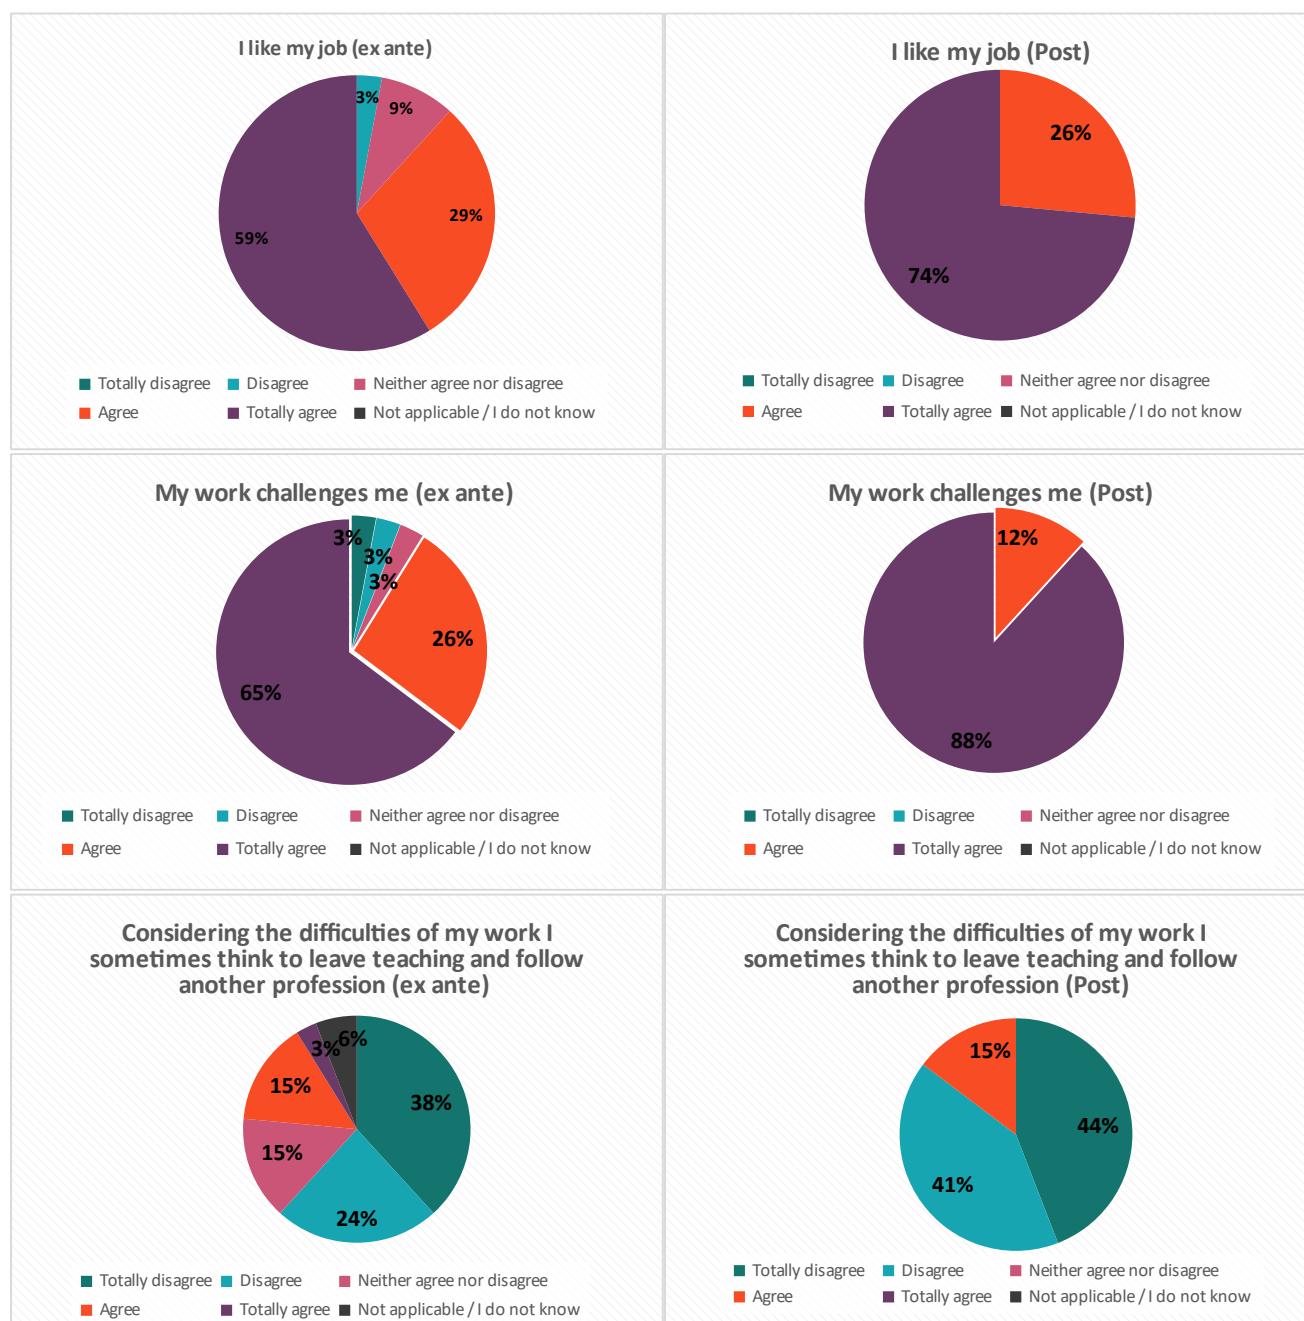 I like my job (ex ante)
3%
9%
29%
59%
Totally disagree Disagree Neither agree nor disagree
Agree Totally agree Not applicable / I do not know
I like my job (Post)
26%
74%
Totally disagree Disagree Neither agree nor disagree
Agree Totally agree Not applicable / I do not know
My work challenges me (ex ante)
3%
3%
3%
26%
65%
Totally disagree Disagree Neither agree nor disagree
Agree Totally agree Not applicable / I do not know
My work challenges me (Post)
12%
88%
Totally disagree Disagree Neither agree nor disagree
Agree Totally agree Not applicable / I do not know
Considering the difficulties of my work I
sometimes think to leave teaching and follow
another profession (ex ante)
6%
3%
15%
38%
15%
24%
Totally disagree Disagree Neither agree nor disagree
Agree Totally agree Not applicable / I do not know
Considering the difficulties of my work I
sometimes think to leave teaching and follow
another profession (Post)
15%
44%
41%
Totally disagree Disagree Neither agree nor disagree
Agree Totally agree Not applicable / I do not know